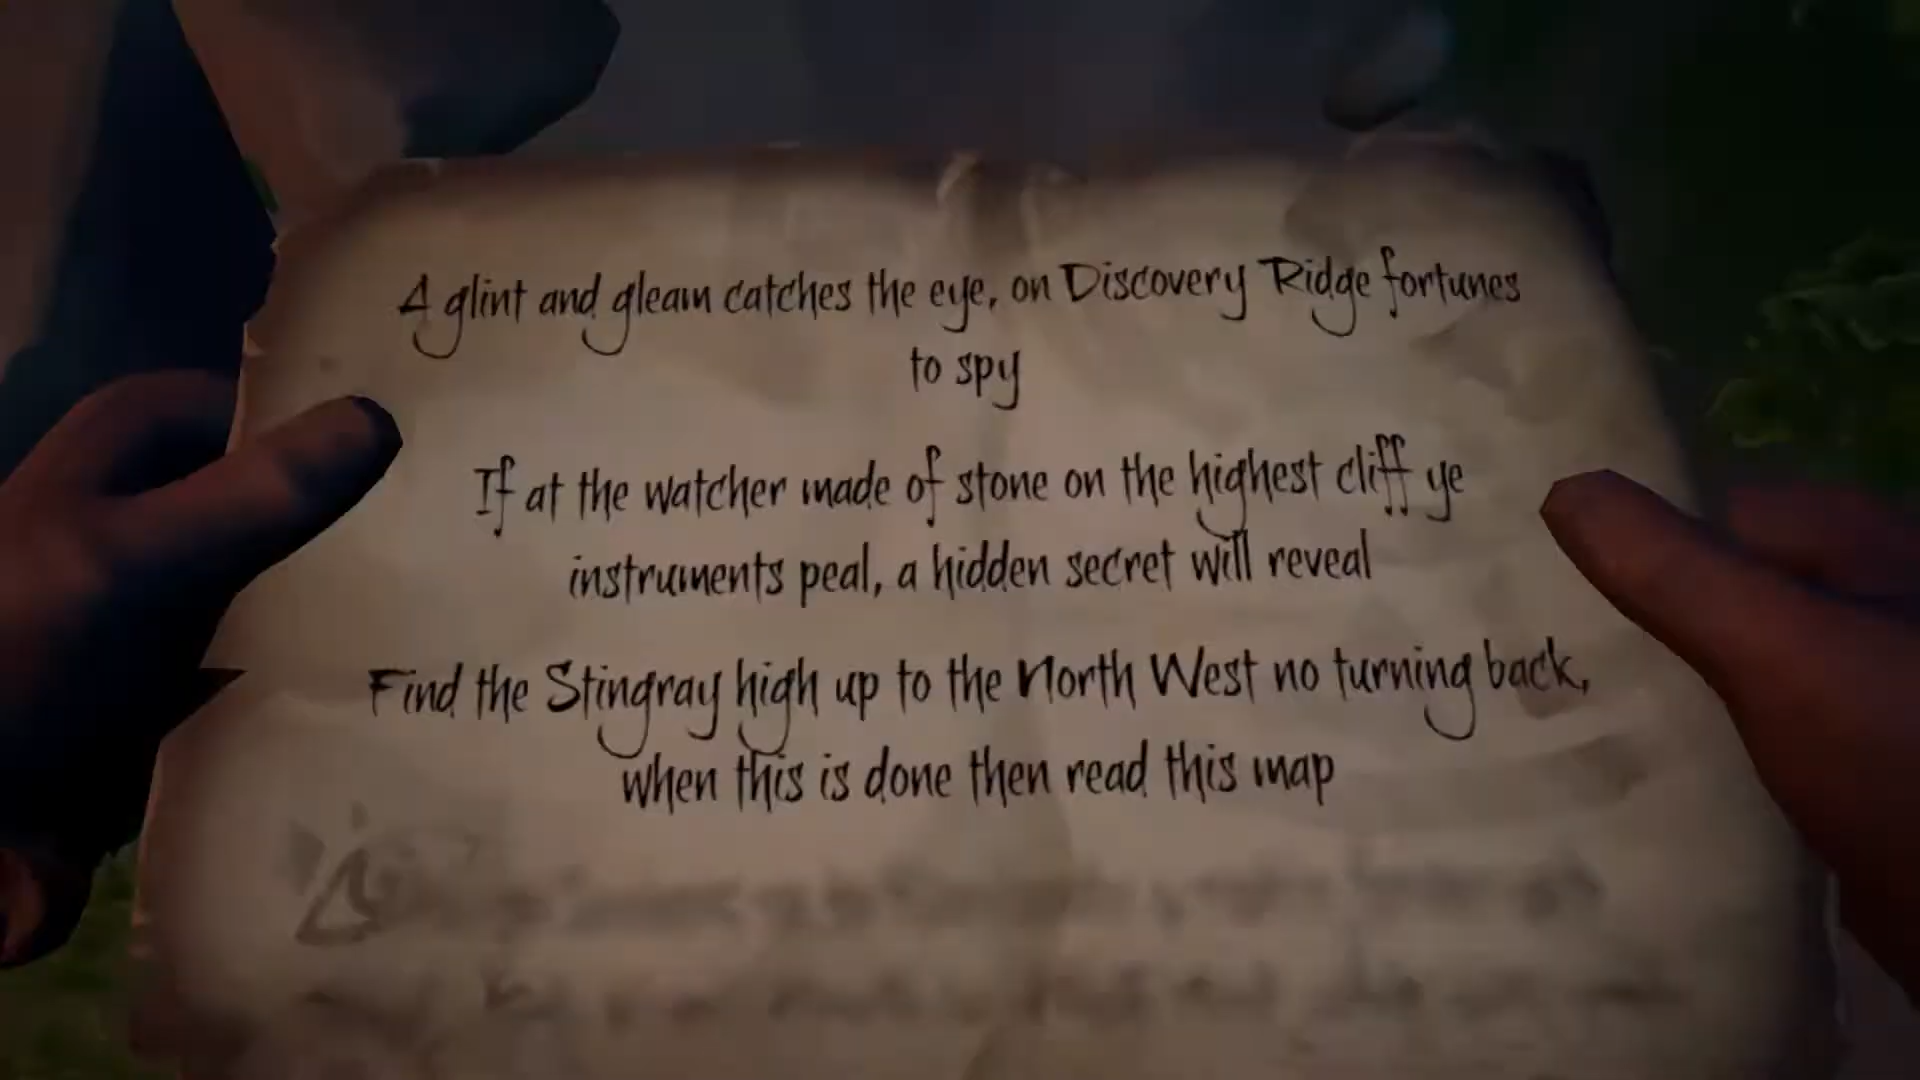 A glint and gleam catches the eye, on Discovery Ridge fortunes
to spy
If at the watcher made of stone on the highest cliff ye
instruments peal, a hidden secret will reveal
Find the Stingray high up to the North West no turning back,
when this is done then read this map